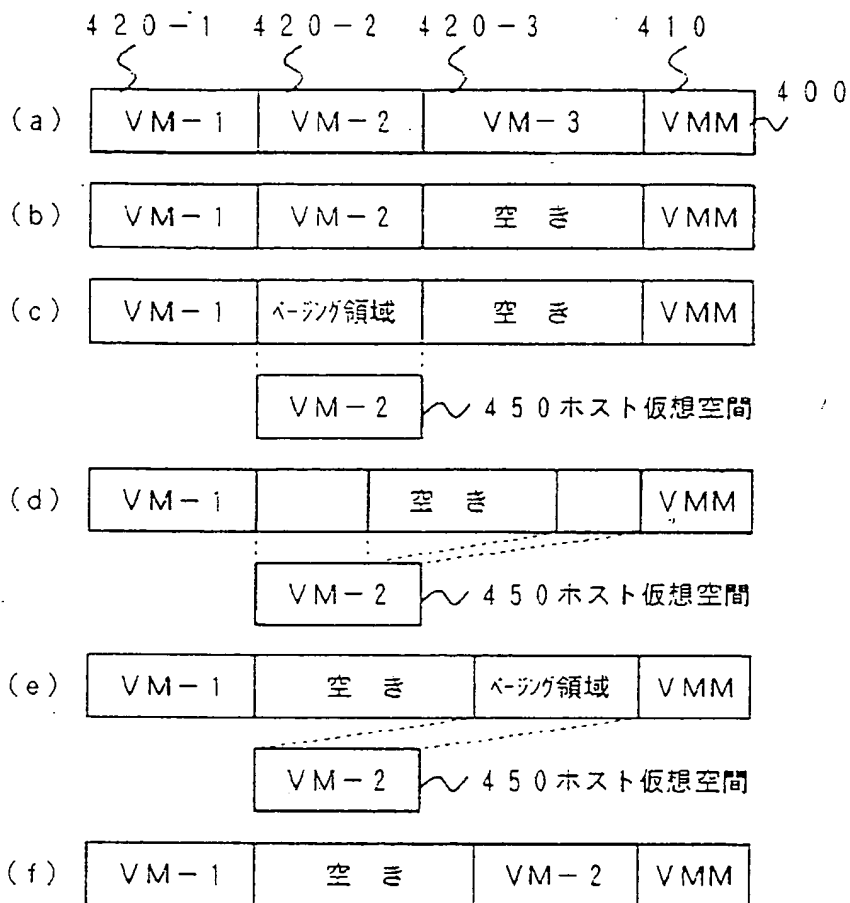 420-1 420-2 420-3 410
400
(a) VM-1 VM-2 VM-3 VMM
(b) VM-1 VM-2 空き VMM
(c) VM-1 ページング領域 空き VMM
VM-2 450ホスト仮想空間
(d) VM-1 空き VMM
VM-2 450ホスト仮想空間
(e) VM-1 空き ページング領域 VMM
VM-2 450ホスト仮想空間
(f) VM-1 空き VM-2 VMM